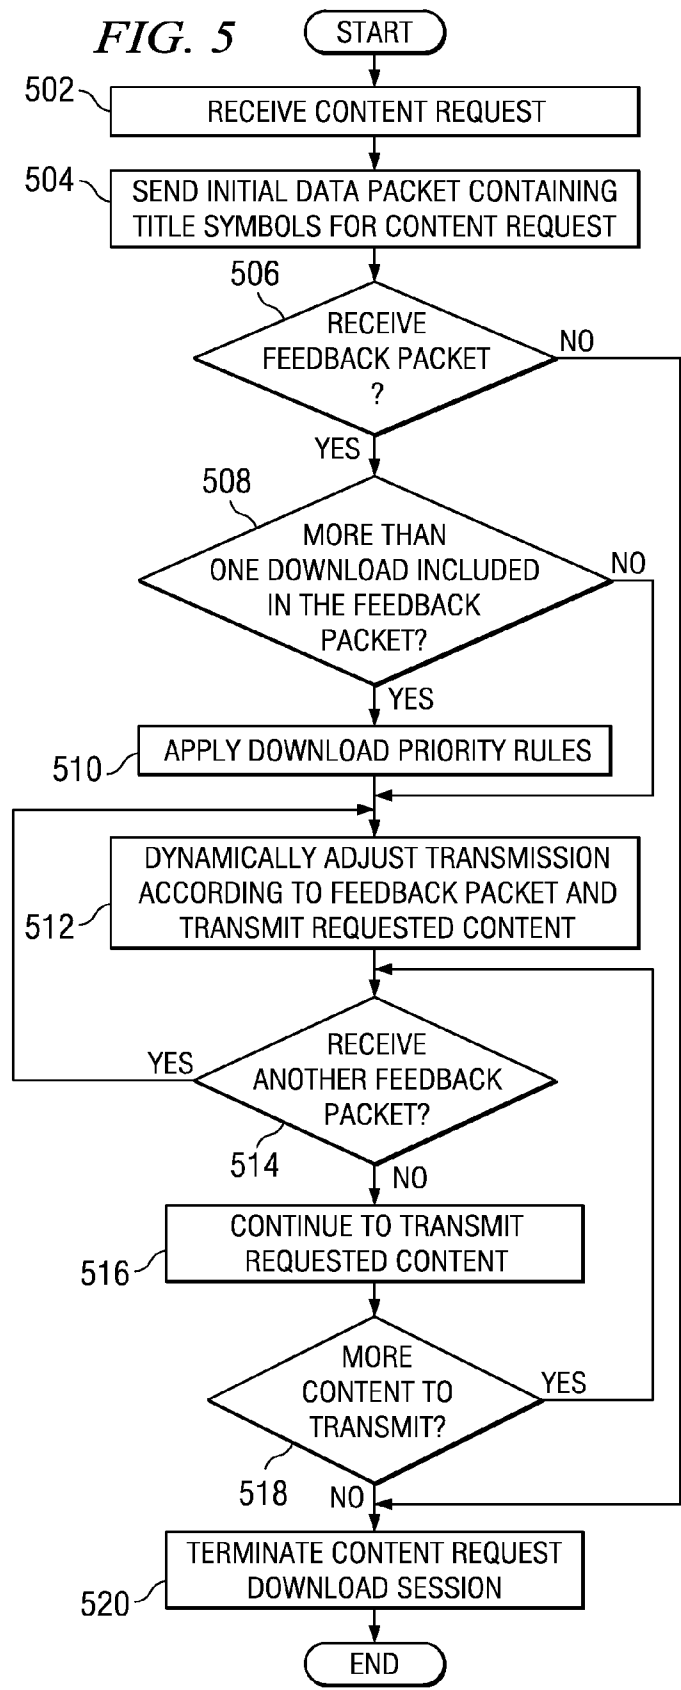 FIG. 5
START
502
RECEIVE CONTENT REQUEST
504
SEND INITIAL DATA PACKET CONTAINING
TITLE SYMBOLS FOR CONTENT REQUEST
506
RECEIVE
FEEDBACK PACKET
?
NO
YES
508
MORE THAN
ONE DOWNLOAD INCLUDED
IN THE FEEDBACK
PACKET?
NO
YES
510
APPLY DOWNLOAD PRIORITY RULES
512
DYNAMICALLY ADJUST TRANSMISSION
ACCORDING TO FEEDBACK PACKET AND
TRANSMIT REQUESTED CONTENT
YES
RECEIVE
ANOTHER FEEDBACK
PACKET?
514
NO
516
CONTINUE TO TRANSMIT
REQUESTED CONTENT
MORE
CONTENT TO
TRANSMIT?
YES
518
NO
520
TERMINATE CONTENT REQUEST
DOWNLOAD SESSION
END